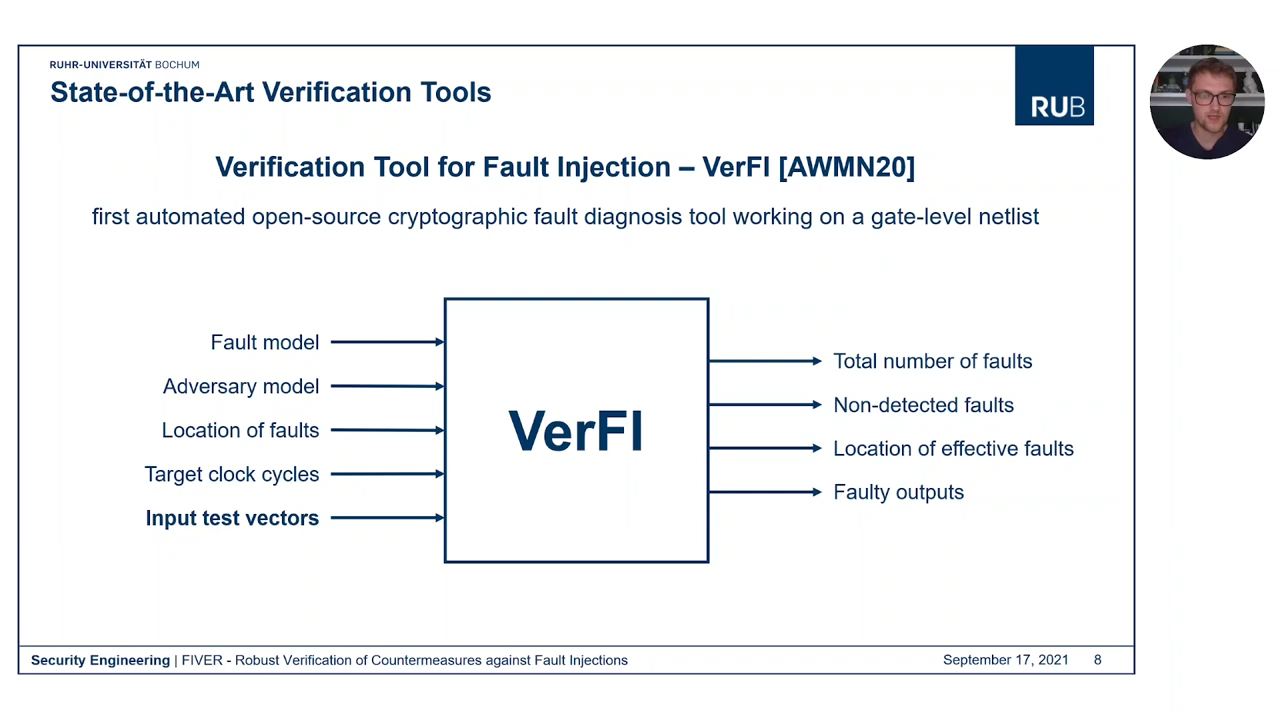 RUHR-UNIVERSITÄT BOCHUM
State-of-the-Art Verification Tools
RUB
Verification Tool for Fault Injection – VerFI [AWMN20]
first automated open-source cryptographic fault diagnosis tool working on a gate-level netlist
Fault model
Adversary model
Location of faults
Target clock cycles
Input test vectors
VerFI
Total number of faults
Non-detected faults
Location of effective faults
Faulty outputs
Security Engineering | FIVER - Robust Verification of Countermeasures against Fault Injections
September 17, 2021 8